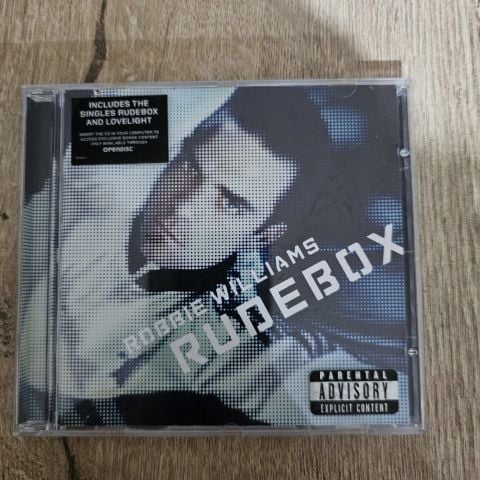 INCLUDES THE
SINGLES RUDEBOX
AND LOVELIGHT
INSERT THE CD IN YOUR COMPUTER TO
ACCESS EXCLUSIVE BONUS CONTENT
ONLY AVAILABLE THROUGH
OPENDISC
ROBBIE WILLIAMS
RUDEBOX
PARENTAL
ADVISORY
EXPLICIT CONTENT